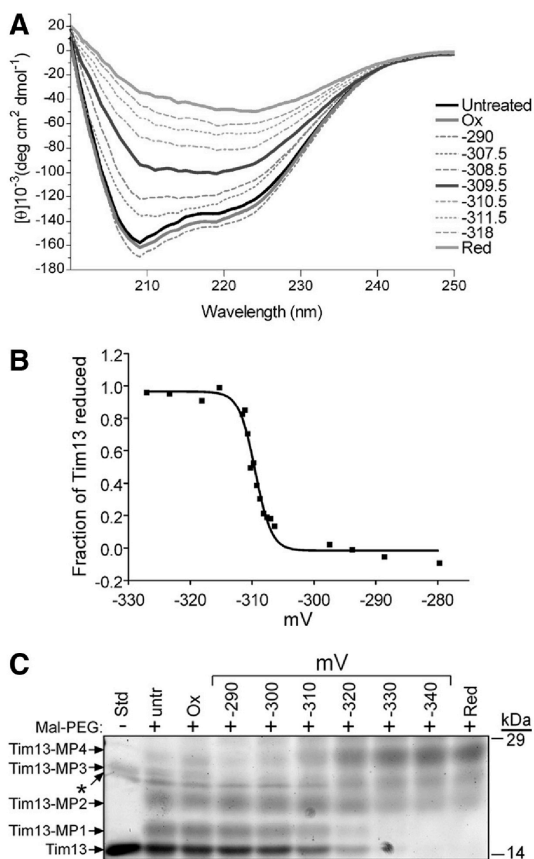 A
20
0
-20
-40
-60
-80
-100
-120
-140
-160
-180
[θ]10⁻³(deg cm² dmol⁻¹)
210
220
230
240
250
Wavelength (nm)
Untreated
Ox
-290
-307.5
-308.5
-309.5
-310.5
-311.5
-318
Red
B
1.2
1.0
0.8
0.6
0.4
0.2
0.0
-0.2
Fraction of Tim13 reduced
-330
-320
-310
-300
-290
-280
mV
C
mV
Std
untr
Ox
-290
-300
-310
-320
-330
-340
Red
kDa
Mal-PEG: - + + + + + + + + +
Tim13-MP4
29
Tim13-MP3
*
Tim13-MP2
Tim13-MP1
Tim13
14